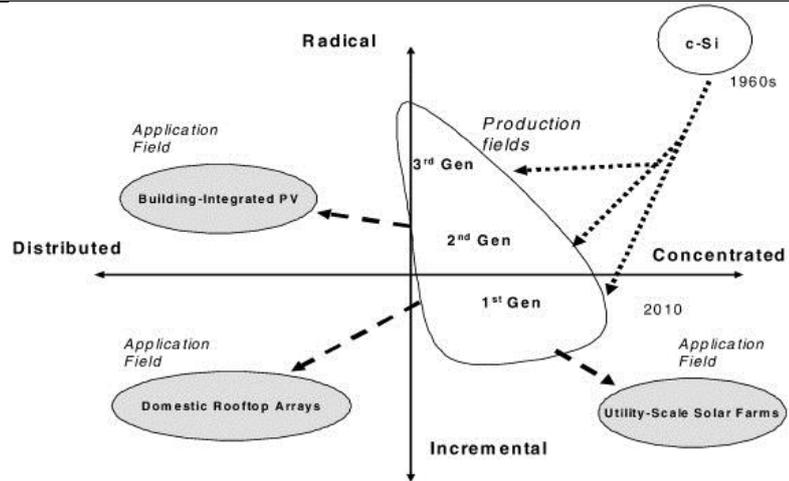 Radical
c-Si
1960s
Application
Field
Production
fields
3rd Gen
Building-Integrated PV
2nd Gen
Distributed
Concentrated
1st Gen
2010
Application
Field
Application
Field
Domestic Rooftop Arrays
Utility-Scale Solar Farms
Incremental